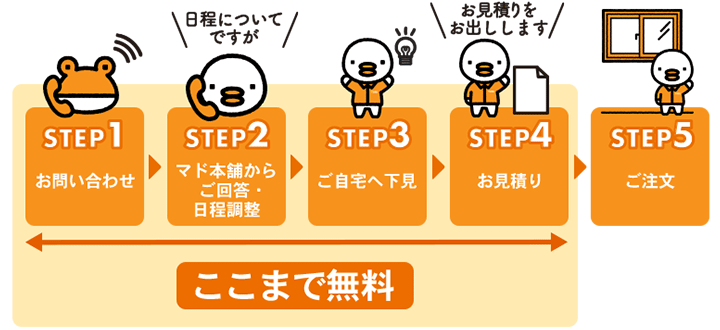 日程について
ですが
お見積りを
お出しします
STEP1
お問い合わせ
STEP2
マド本舗から
ご回答・
日程調整
STEP3
ご自宅へ下見
STEP4
お見積り
STEP5
ご注文
ここまで無料